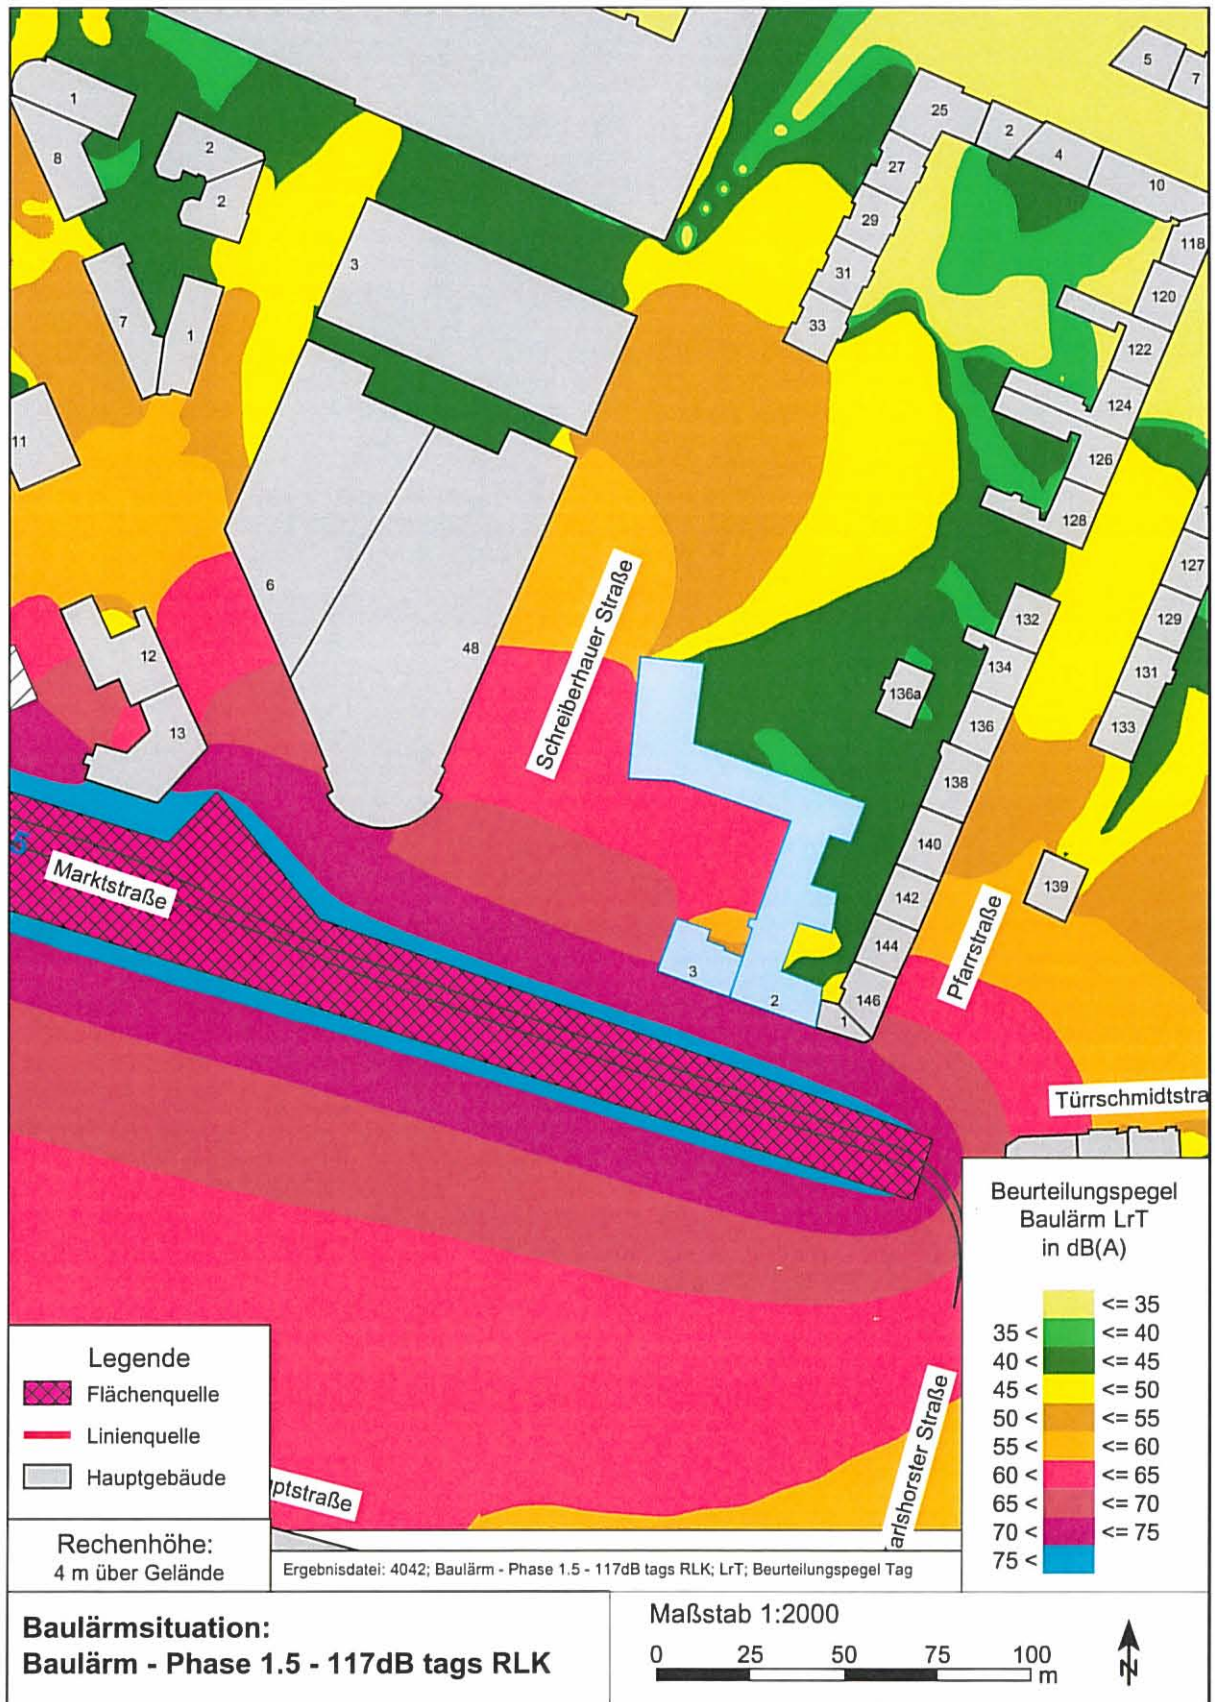 5
7
1
8
2
2
25
2
4
10
27
29
31
33
118
120
122
124
126
128
3
7
1
11
6
48
12
13
Schreiberhauer Straße
127
129
131
133
132
134
136a
136
138
140
142
144
146
139
Pfarrstraße
5
Marktstraße
3
2
1
Türrschmidtstra
Beurteilungspegel
Baulärm LrT
in dB(A)
<= 35
35 < <= 40
40 < <= 45
45 < <= 50
50 < <= 55
55 < <= 60
60 < <= 65
65 < <= 70
70 < <= 75
75 <
Legende
Flächenquelle
Linienquelle
Hauptgebäude
ptstraße
arlshorster Straße
Rechenhöhe:
4 m über Gelände
Ergebnisdatei: 4042; Baulärm - Phase 1.5 - 117dB tags RLK; LrT; Beurteilungspegel Tag
Baulärmsituation:
Baulärm - Phase 1.5 - 117dB tags RLK
Maßstab 1:2000
0 25 50 75 100
m
N